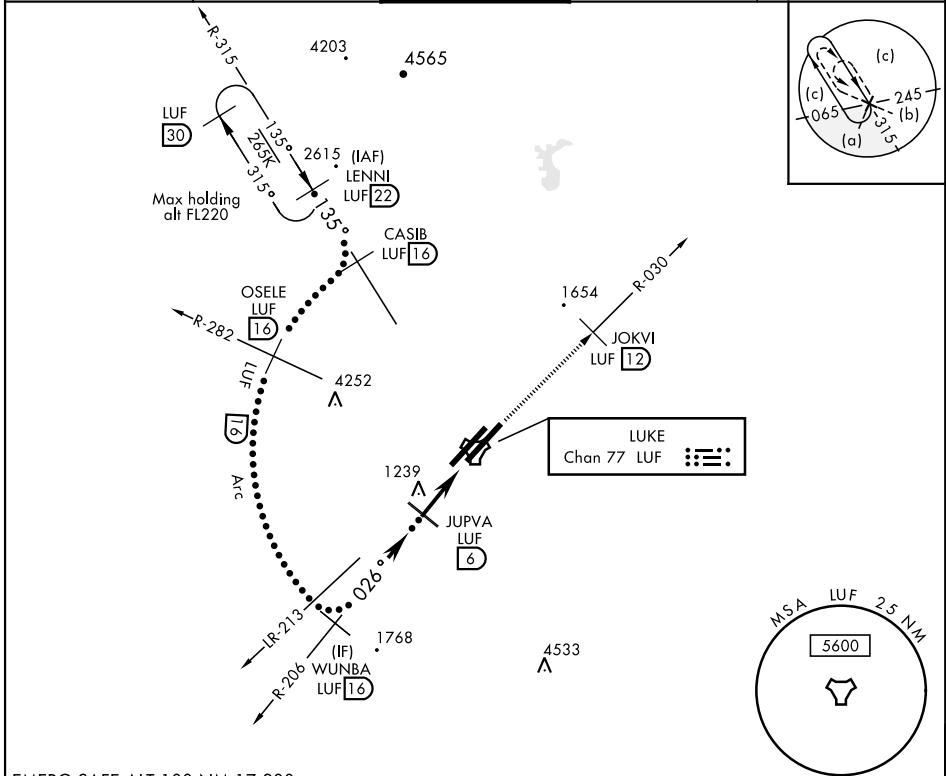 R-315
4203
4565
LUF
30
135°
265K
315°
Max holding
alt FL220
2615
(IAF)
LENNI
LUF 22
135°
CASIB
LUF 16
OSELE
LUF
16
R-282
LUF
16
Arc
4252
1654
R-030
JOKVI
LUF 12
LUKE
Chan 77 LUF
1239
JUPVA
LUF
6
026°
LR-213
R-206
1768
(IF)
WUNBA
LUF 16
4533
(c)
(c)
245
065
(b)
315
(a)
MSA LUF 25 NM
5600